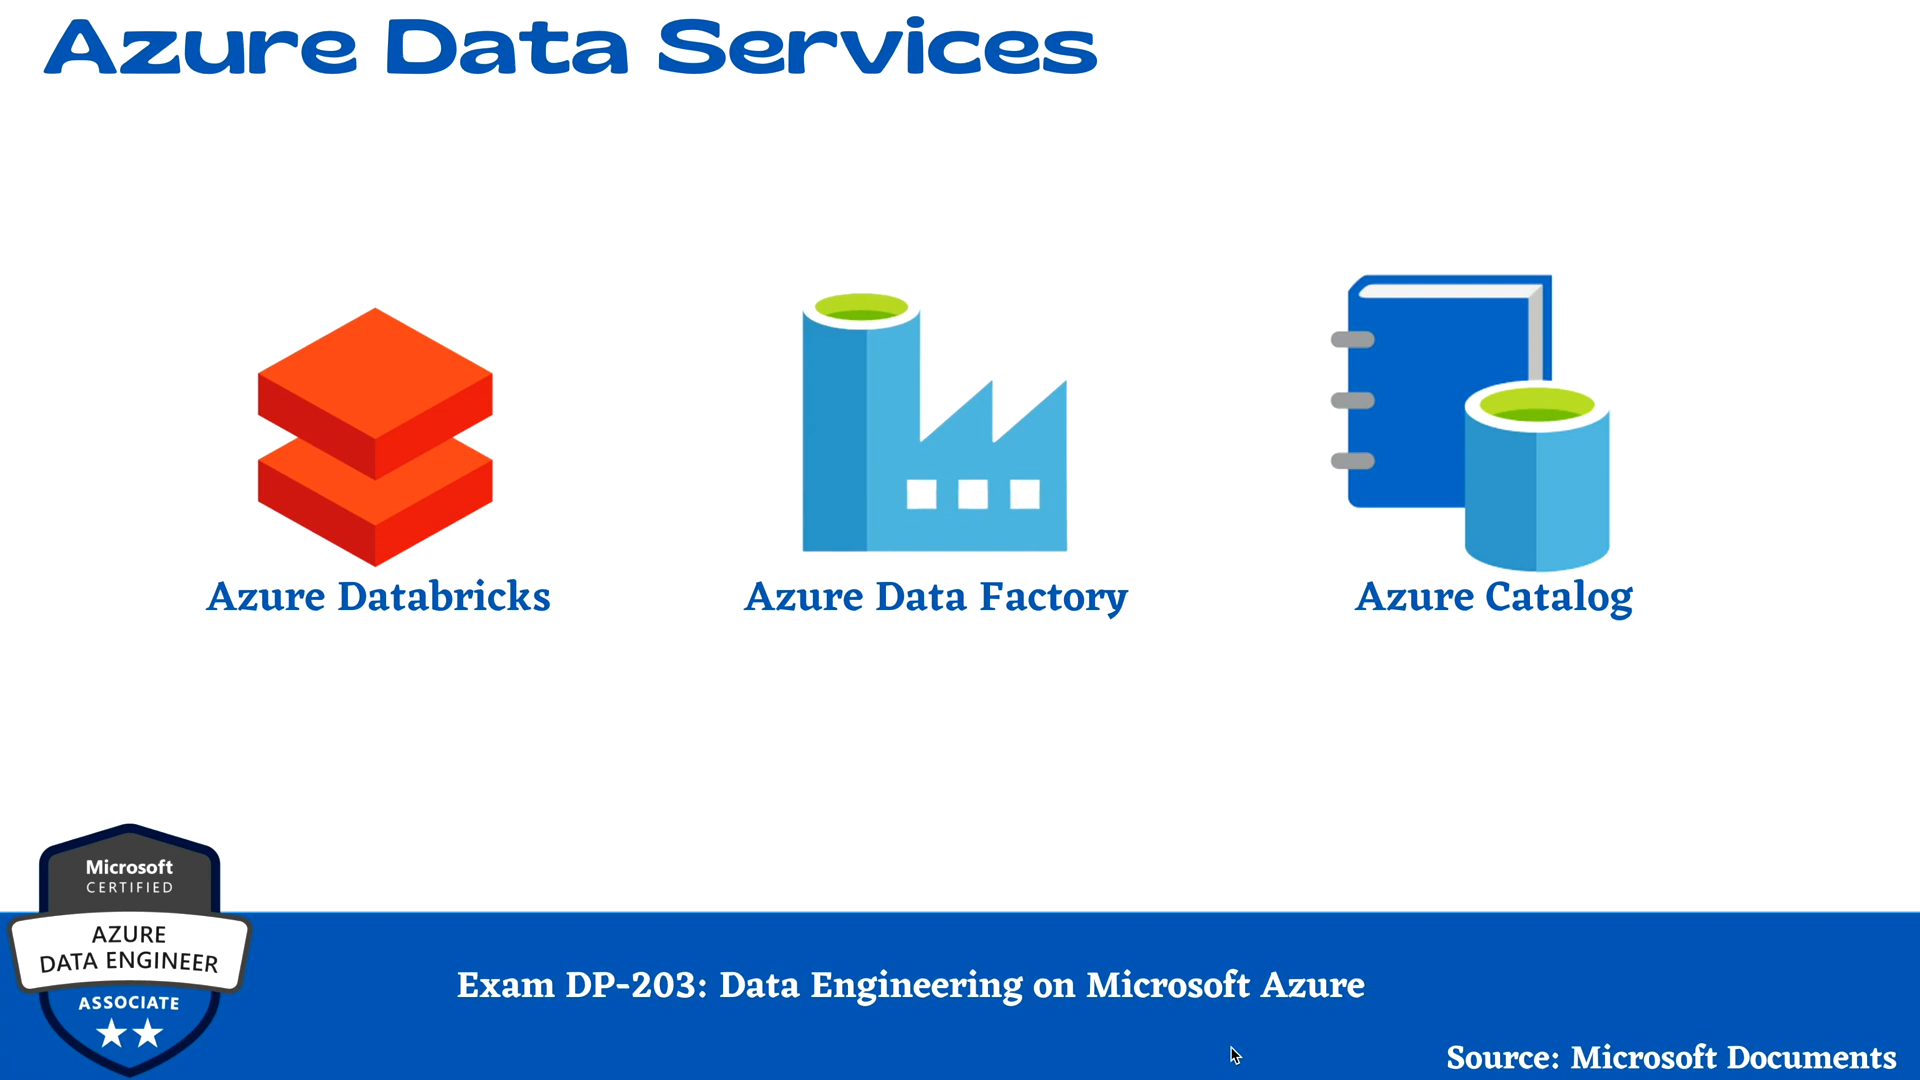 Azure Data Services
Azure Databricks
Azure Data Factory
Azure Catalog
Microsoft
CERTIFIED
AZURE
DATA ENGINEER
ASSOCIATE
Exam DP-203: Data Engineering on Microsoft Azure
Source: Microsoft Documents